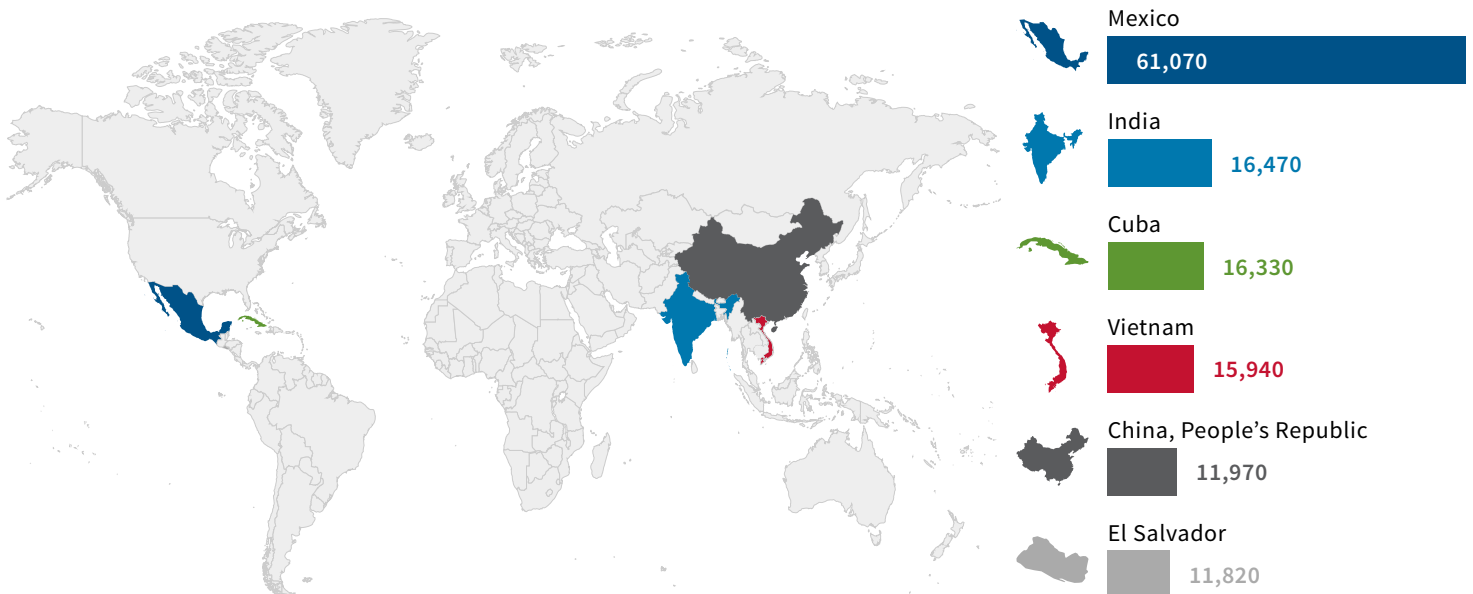 Mexico
61,070
India
16,470
Cuba
16,330
Vietnam
15,940
China, People’s Republic
11,970
El Salvador
11,820